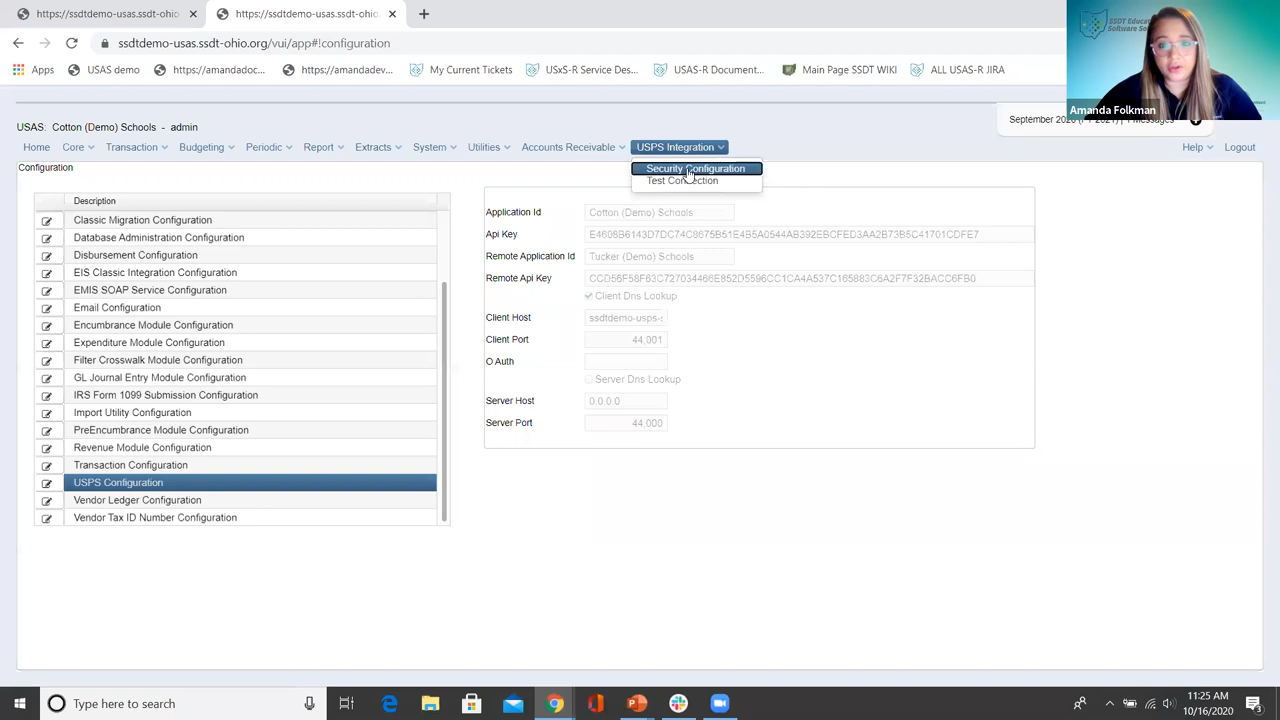 https://ssdtdemo-usas.ssdt-ohio
https://ssdtdemo-usas.ssdt-ohio
ssdtdemo-usas.ssdt-ohio.org/vui/app#!configuration
Apps
USAS demo
https://amandadoc...
https://amandadev...
My Current Tickets
USxS-R Service Des...
USAS-R Document...
Main Page SSDT WIKI
ALL USAS-R JIRA
Amanda Folkman
USAS: Cotton (Demo) Schools - admin
Home
Core
Transaction
Budgeting
Periodic
Report
Extracts
System
Utilities
Accounts Receivable
USPS Integration
Help
Logout
Configuration
Security Configuration
Test Connection
Description
Classic Migration Configuration
Database Administration Configuration
Disbursement Configuration
EIS Classic Integration Configuration
EMIS SOAP Service Configuration
Email Configuration
Encumbrance Module Configuration
Expenditure Module Configuration
Filter Crosswalk Module Configuration
GL Journal Entry Module Configuration
IRS Form 1099 Submission Configuration
Import Utility Configuration
PreEncumbrance Module Configuration
Revenue Module Configuration
Transaction Configuration
USPS Configuration
Vendor Ledger Configuration
Vendor Tax ID Number Configuration
Application Id Cotton (Demo) Schools
Api Key
Remote Application Id Tucker (Demo) Schools
Remote Api Key
Client Dns Lookup
Client Host ssdtdemo-usps-s
Client Port 44,001
O Auth
Server Dns Lookup
Server Host 0.0.0.0
Server Port 44,000
Type here to search
11:25 AM
10/16/2020